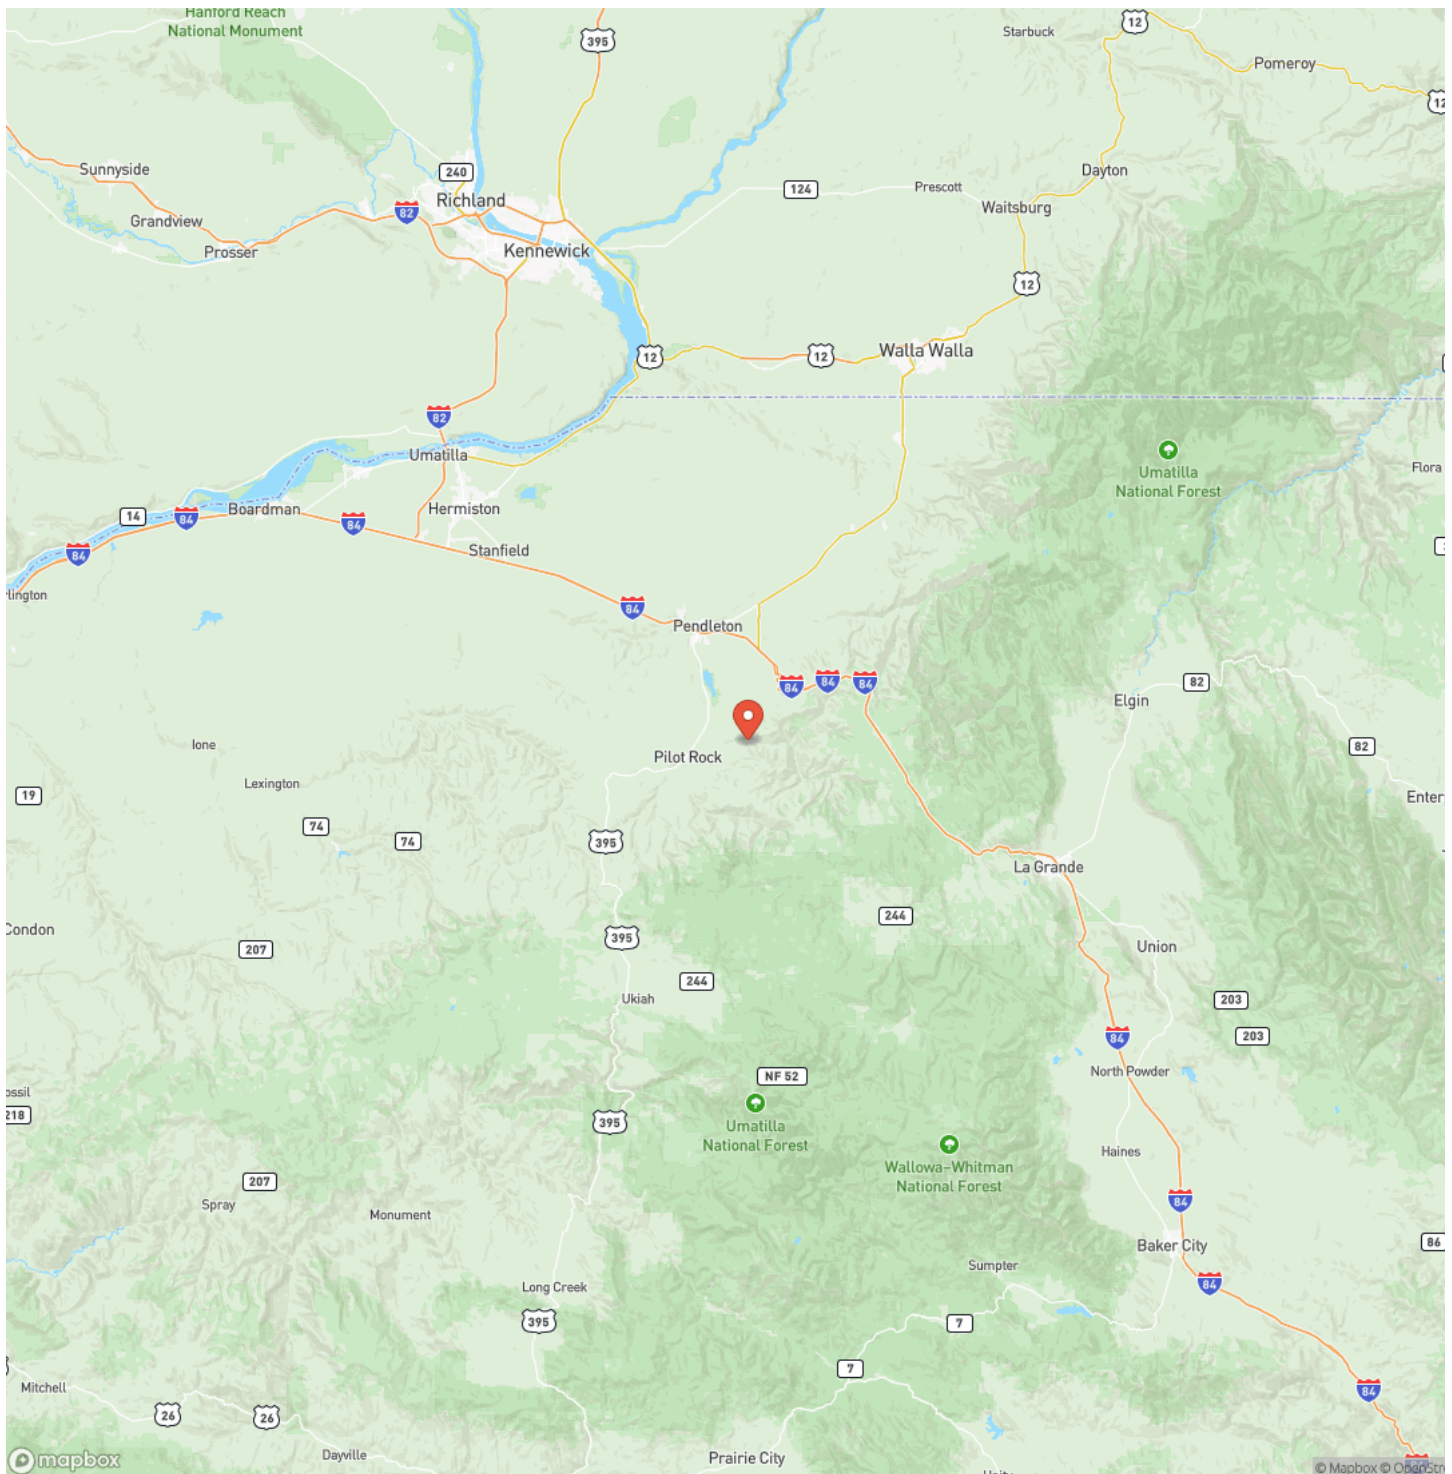 Hanford Reach
National Monument
395
12
Starbuck
Pomeroy
12
Sunnyside
240
Richland
124
Prescott
Dayton
Grandview
82
Waitsburg
Prosser
Kennewick
12
12
12
Walla Walla
82
Umatilla
Umatilla
National Forest
Flora
14
84
Boardman
84
Hermiston
84
Stanfield
rlington
84
Pendleton
84
84
84
82
Elgin
Ione
Pilot Rock
82
Lexington
19
Enter
74
74
395
La Grande
244
Condon
207
395
Union
244
Ukiah
203
203
84
NF 52
North Powder
ossil
218
395
Umatilla
National Forest
Wallowa-Whitman
National Forest
Haines
207
Spray
Monument
84
Baker City
86
Sumpter
Long Creek
84
395
7
7
Mitchell
84
26
26
Dayville
Prairie City
mapbox
84
© Mapbox © OpenStre